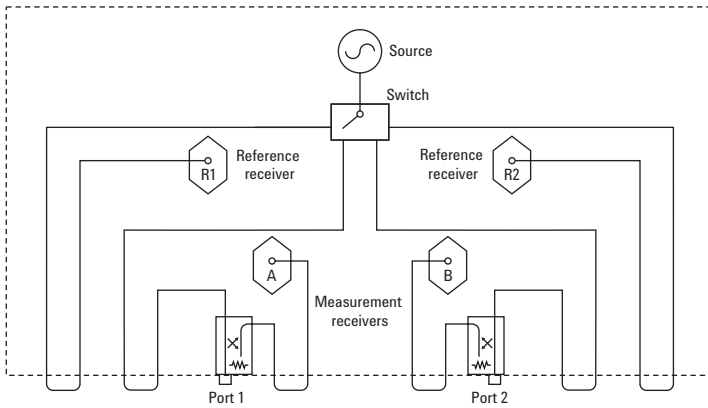 Source
Switch
Reference
receiver
R1
Reference
receiver
R2
A
B
Measurement
receivers
Port 1
Port 2